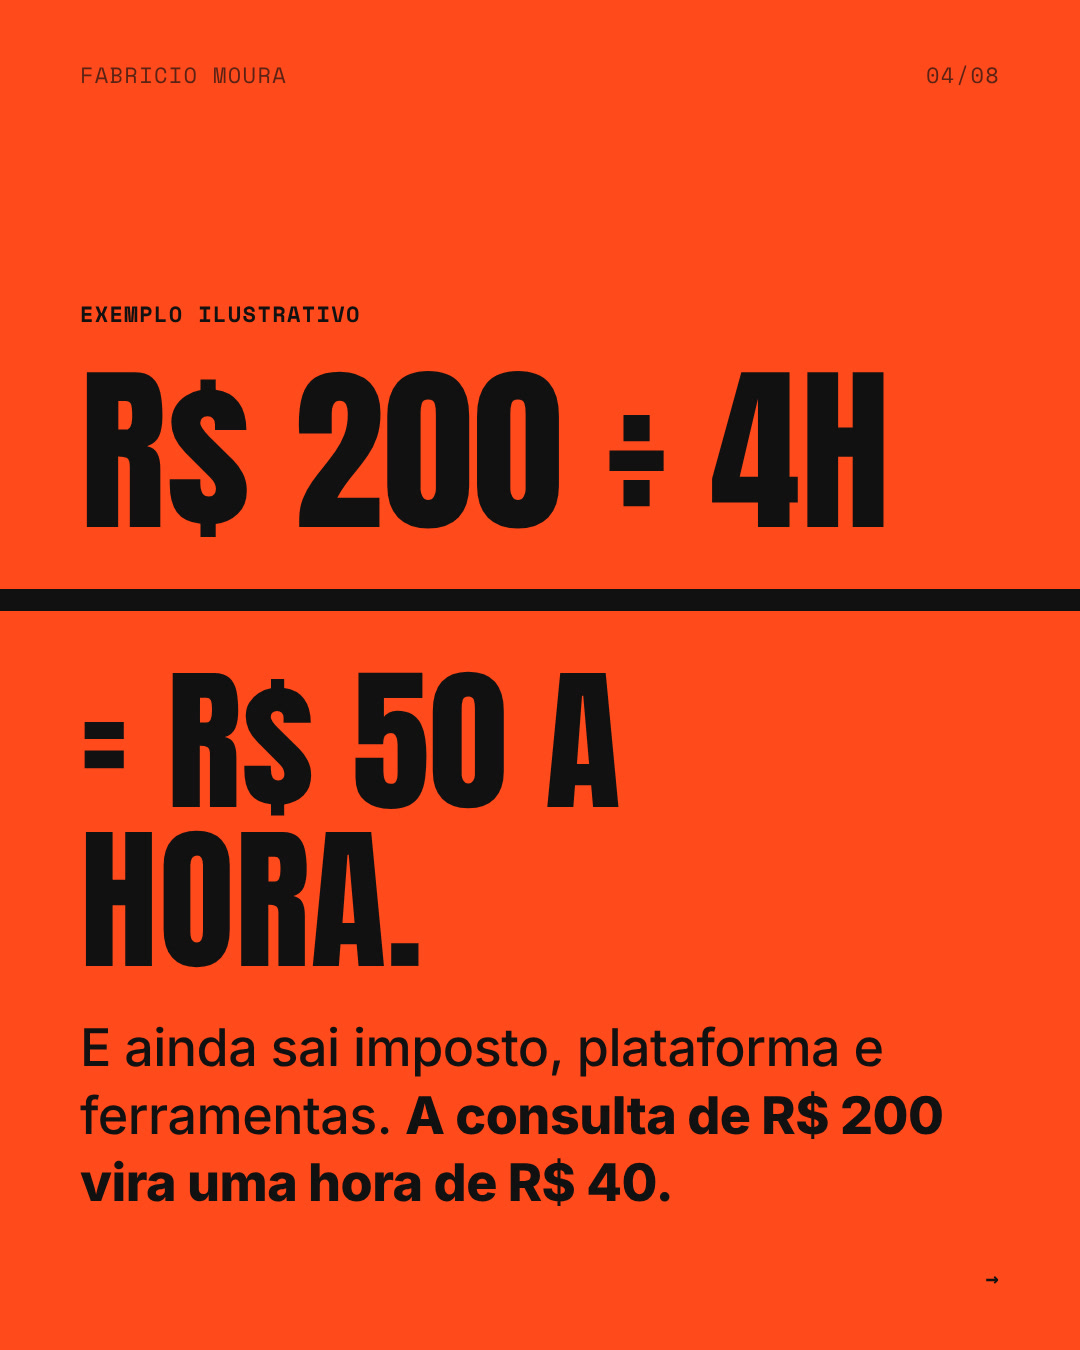 FABRICIO MOURA
04/08
EXEMPLO ILUSTRATIVO
R$ 200 ÷ 4H
= R$ 50 A
HORA.
E ainda sai imposto, plataforma e
ferramentas. A consulta de R$ 200
vira uma hora de R$ 40.
→